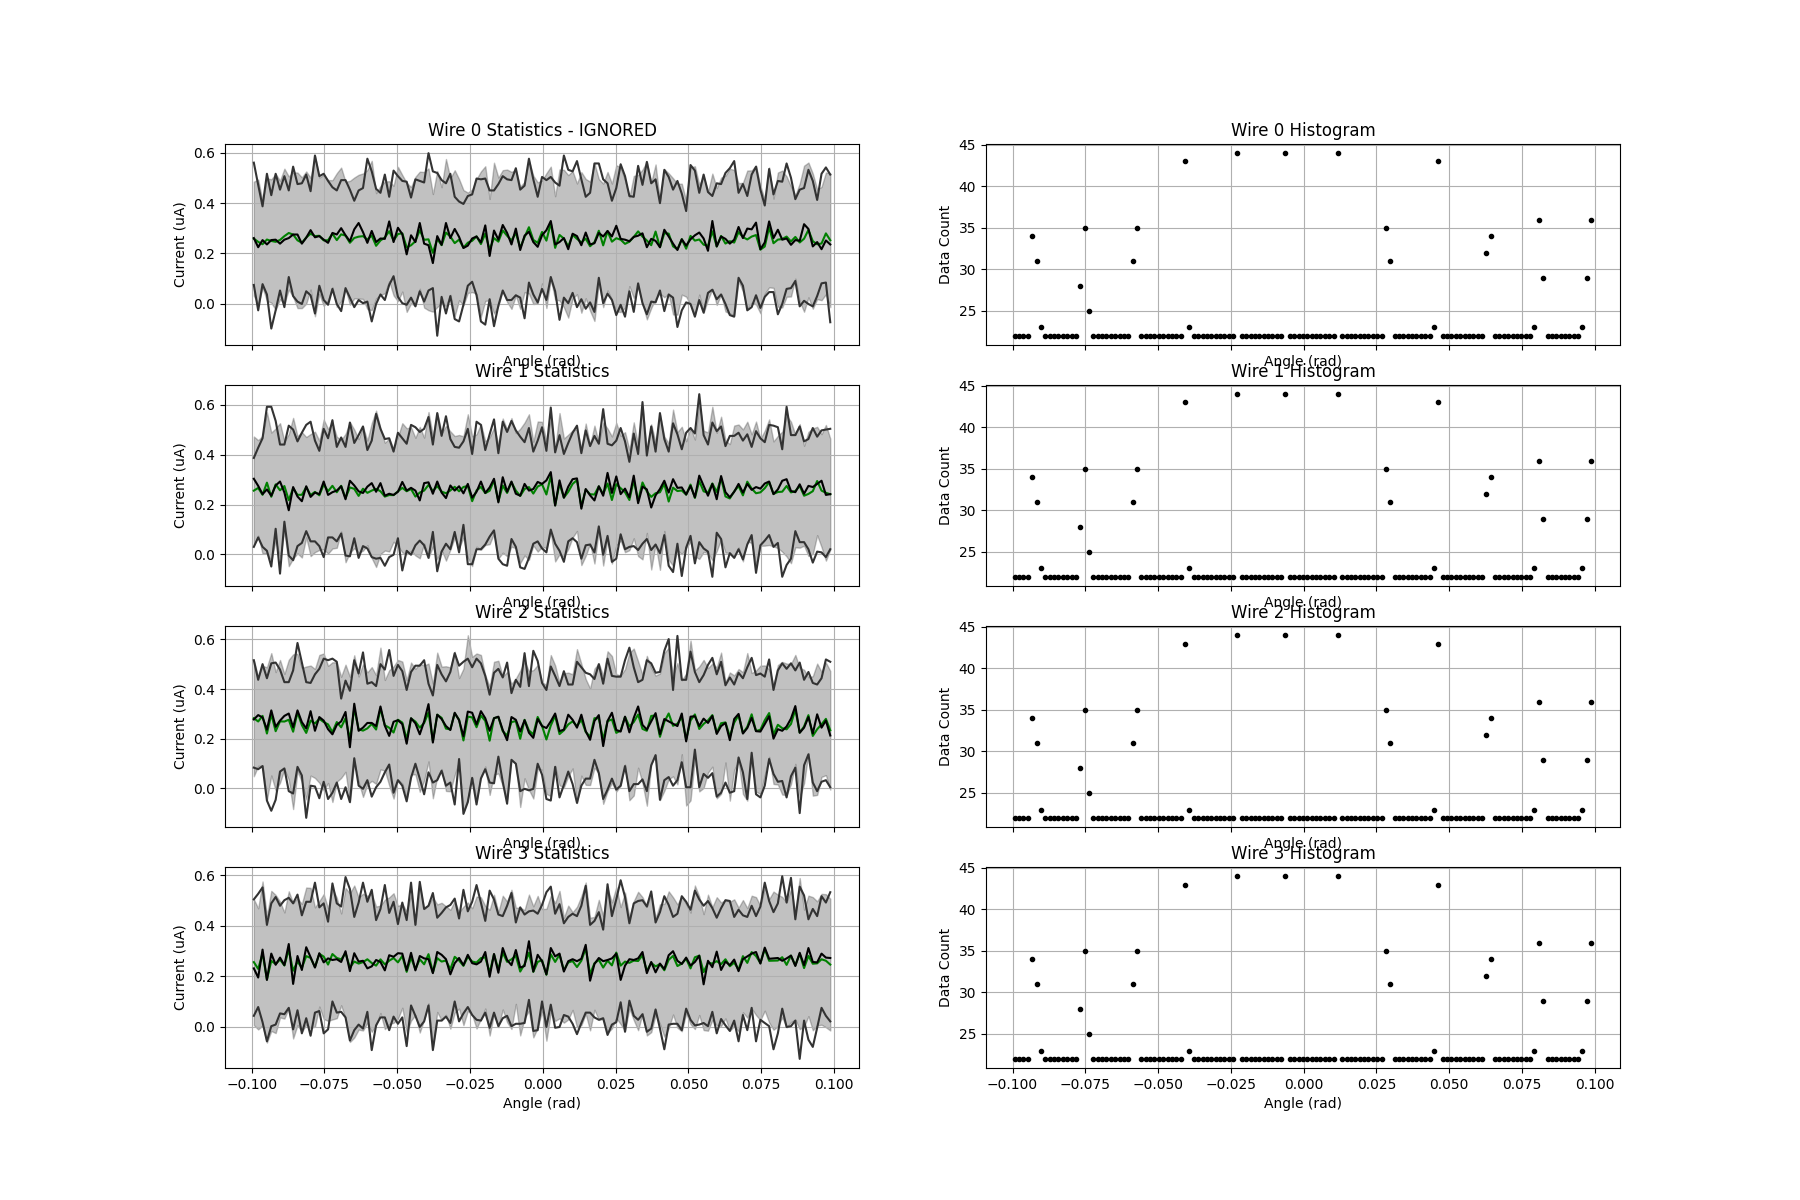 Wire 0 Statistics - IGNORED
Current (uA)
0.6
0.4
0.2
0.0
Angle (rad)
Wire 0 Histogram
Data Count
45
40
35
30
25
Angle (rad)
Wire 1 Statistics
Current (uA)
0.6
0.4
0.2
0.0
Angle (rad)
Wire 1 Histogram
Data Count
45
40
35
30
25
Angle (rad)
Wire 2 Statistics
Current (uA)
0.6
0.4
0.2
0.0
Angle (rad)
Wire 2 Histogram
Data Count
45
40
35
30
25
Angle (rad)
Wire 3 Statistics
Current (uA)
0.6
0.4
0.2
0.0
−0.100 −0.075 −0.050 −0.025 0.000 0.025 0.050 0.075 0.100
Angle (rad)
Wire 3 Histogram
Data Count
45
40
35
30
25
−0.100 −0.075 −0.050 −0.025 0.000 0.025 0.050 0.075 0.100
Angle (rad)